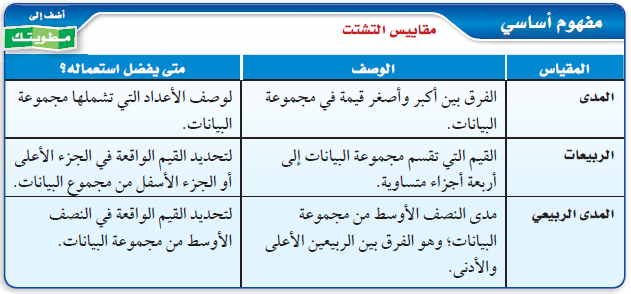 مفهوم أساسي
مقاييس التشتت
أضف إلى
مطويتك
المقياس
الوصف
متى يفضل استعماله؟
المدى
الفرق بين أكبر وأصغر قيمة في مجموعة
البيانات.
لوصف الأعداد التي تشملها مجموعة
البيانات.
الربيعات
القيم التي تقسم مجموعة البيانات إلى
أربعة أجزاء متساوية.
لتحديد القيم الواقعة في الجزء الأعلى
أو الجزء الأسفل من مجموع البيانات.
المدى الربيعي
مدى النصف الأوسط من مجموعة
البيانات؛ وهو الفرق بين الربيعين الأعلى
والأدنى.
لتحديد القيم الواقعة في النصف
الأوسط من مجموعة البيانات.